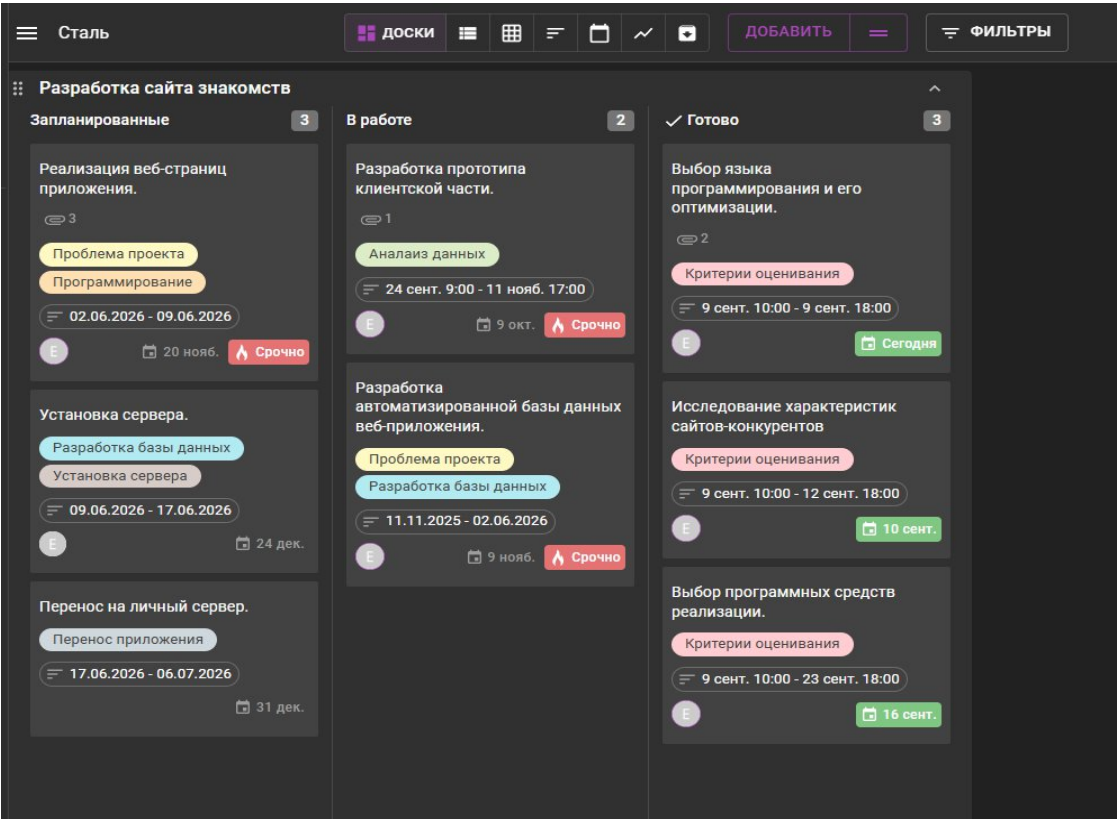 Сталь
ДОСКИ
ДОБАВИТЬ
ФИЛЬТРЫ
Разработка сайта знакомств
Запланированные 3
Реализация веб-страниц
приложения.
3
Проблема проекта
Программирование
02.06.2026 - 09.06.2026
E 20 нояб. Срочно
Установка сервера.
Разработка базы данных
Установка сервера
09.06.2026 - 17.06.2026
E 24 дек.
Перенос на личный сервер.
Перенос приложения
17.06.2026 - 06.07.2026
31 дек.
В работе 2
Разработка прототипа
клиентской части.
1
Аналаиз данных
24 сент. 9:00 - 11 нояб. 17:00
E 9 окт. Срочно
Разработка
автоматизированной базы данных
веб-приложения.
Проблема проекта
Разработка базы данных
11.11.2025 - 02.06.2026
E 9 нояб. Срочно
Готово 3
Выбор языка
программирования и его
оптимизации.
2
Критерии оценивания
9 сент. 10:00 - 9 сент. 18:00
E Сегодня
Исследование характеристик
сайтов-конкурентов
Критерии оценивания
9 сент. 10:00 - 12 сент. 18:00
E 10 сент.
Выбор программных средств
реализации.
Критерии оценивания
9 сент. 10:00 - 23 сент. 18:00
E 16 сент.